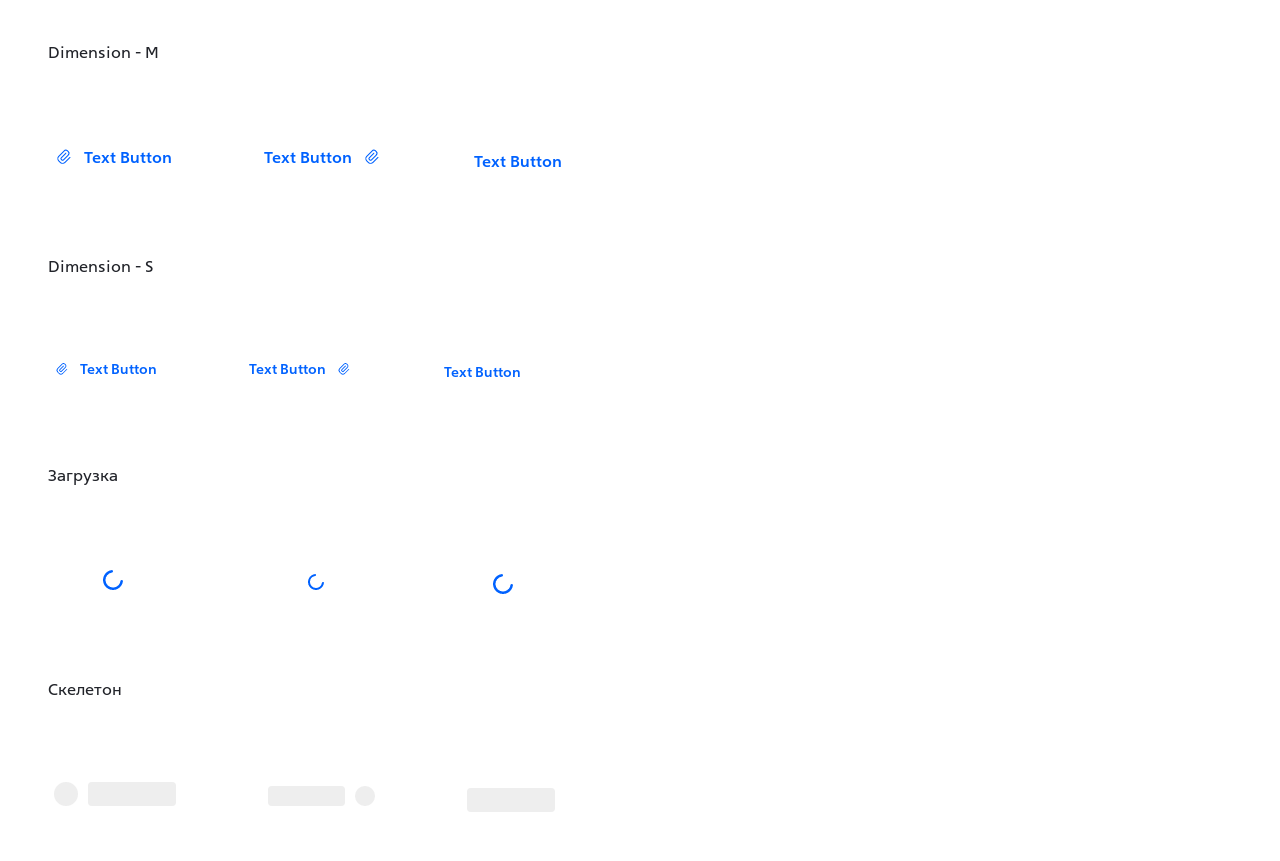 Dimension - M
Text Button Text Button Text Button
Dimension - S
Text Button Text Button Text Button
Загрузка
Скелетон